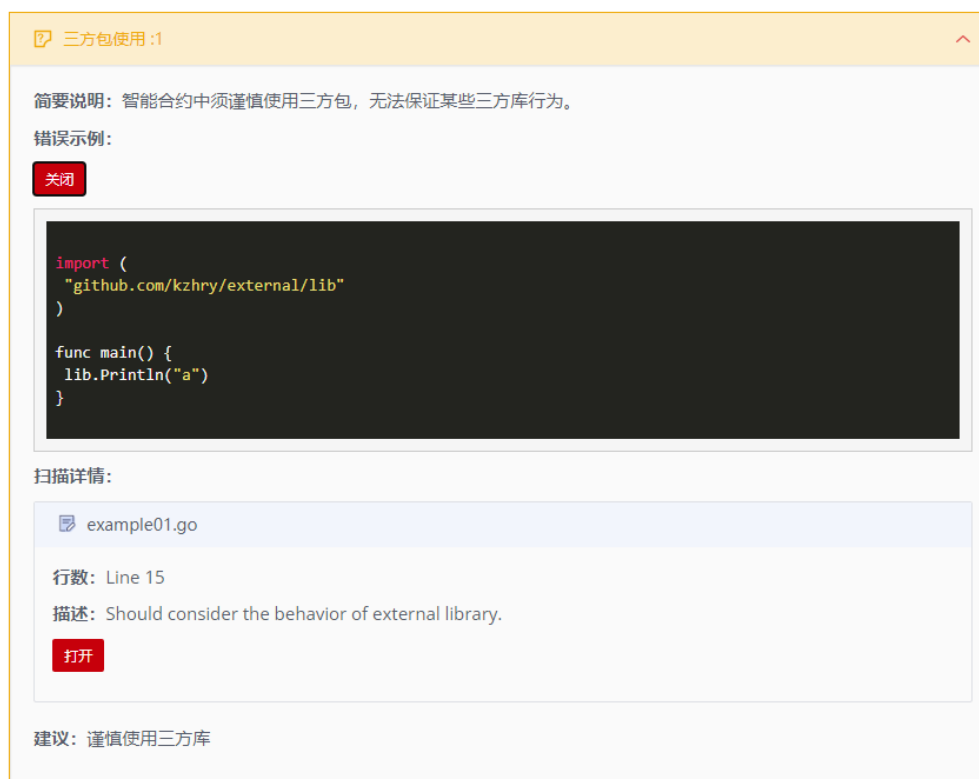 三方包使用 :1
简要说明：智能合约中须谨慎使用三方包，无法保证某些三方库行为。
错误示例：
关闭
import (
 "github.com/kzhry/external/lib"
)
func main() {
 lib.Println("a")
}
扫描详情：
example01.go
行数：Line 15
描述：Should consider the behavior of external library.
打开
建议：谨慎使用三方库